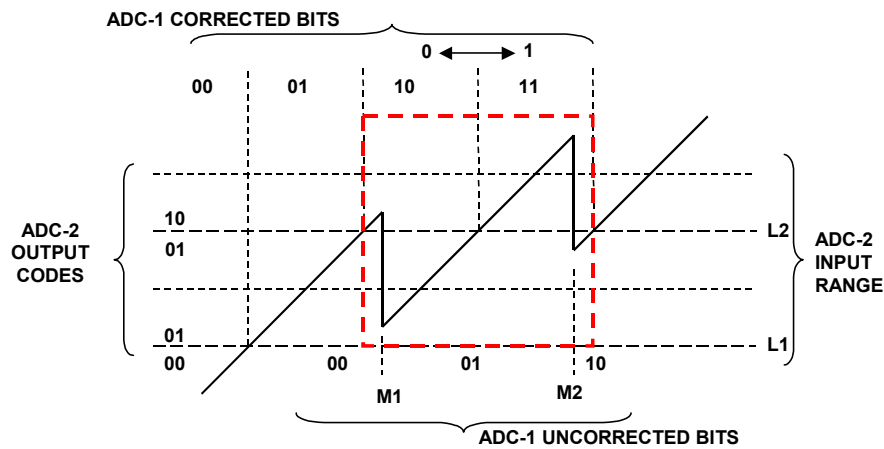 ADC-1 CORRECTED BITS
0 1
00 01 10 11
10
01
ADC-2
OUTPUT
CODES
L2
ADC-2
INPUT
RANGE
01
00
L1
00 01 10
M1 M2
ADC-1 UNCORRECTED BITS